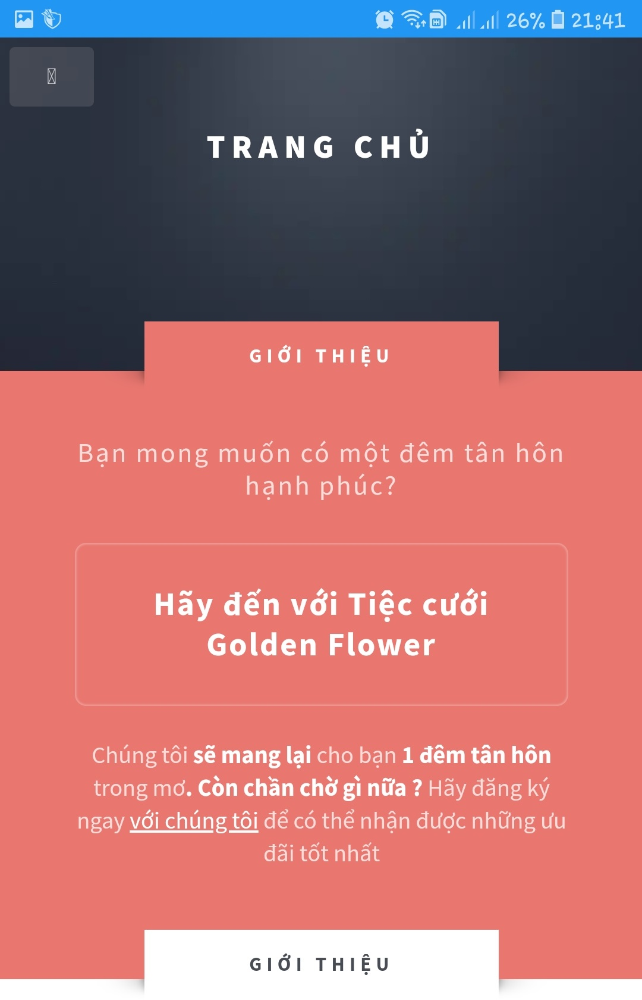 26% 21:41
TRANG CHỦ
GIỚI THIỆU
Bạn mong muốn có một đêm tân hôn
hạnh phúc?
Hãy đến với Tiệc cưới
Golden Flower
Chúng tôi sẽ mang lại cho bạn 1 đêm tân hôn
trong mơ. Còn chần chờ gì nữa ? Hãy đăng ký
ngay với chúng tôi để có thể nhận được những ưu
đãi tốt nhất
GIỚI THIỆU